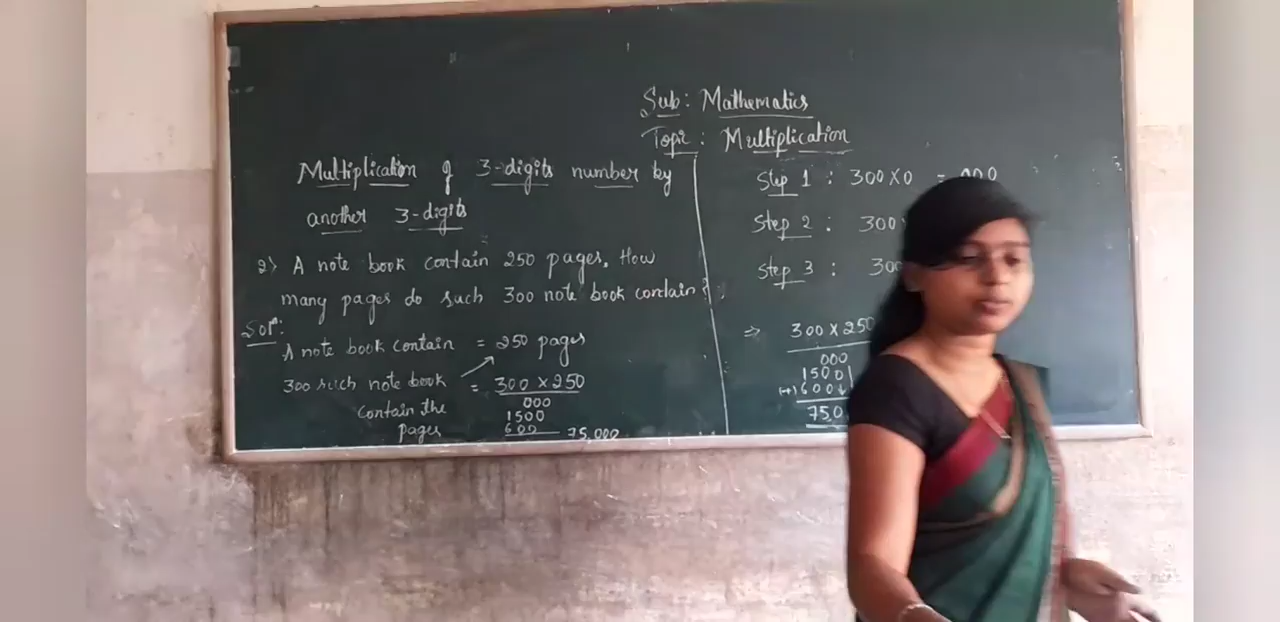 Sub: Mathematics
Topic: Multiplication
Multiplication of 3-digits number by
another 3-digits
2) A note book contain 250 pages. How
many pages do such 300 note book contain?
Soln:
A note book contain = 250 pages
300 such note book = 300 × 250
contain the
pages
000
1500
600
75,000
Step 1 : 300 × 0 = 000
Step 2 : 300
Step 3 : 300
⇒ 300 × 250
000
1500
(+) 600
750